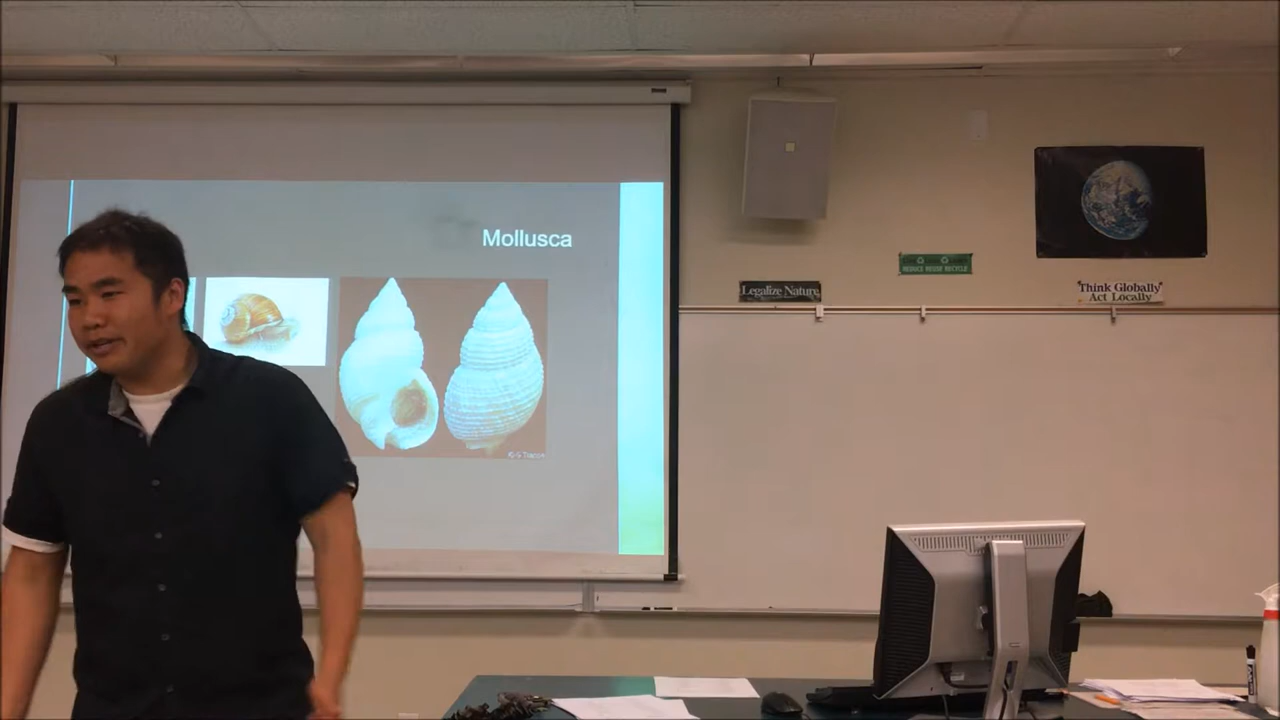 Mollusca
REDUCE REUSE RECYCLE
Legalize Nature
Think Globally
Act Locally